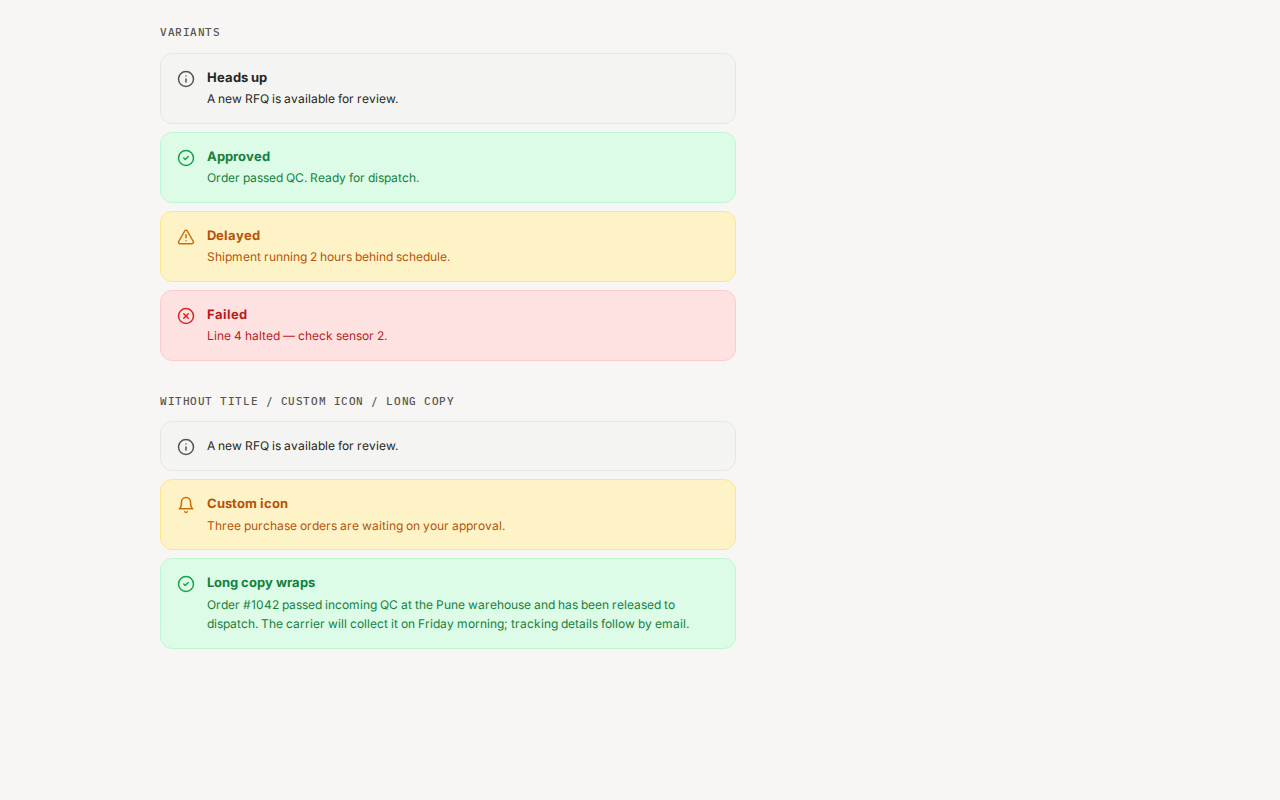 VARIANTS
Heads up
A new RFQ is available for review.
Approved
Order passed QC. Ready for dispatch.
Delayed
Shipment running 2 hours behind schedule.
Failed
Line 4 halted — check sensor 2.
WITHOUT TITLE / CUSTOM ICON / LONG COPY
A new RFQ is available for review.
Custom icon
Three purchase orders are waiting on your approval.
Long copy wraps
Order #1042 passed incoming QC at the Pune warehouse and has been released to
dispatch. The carrier will collect it on Friday morning; tracking details follow by email.